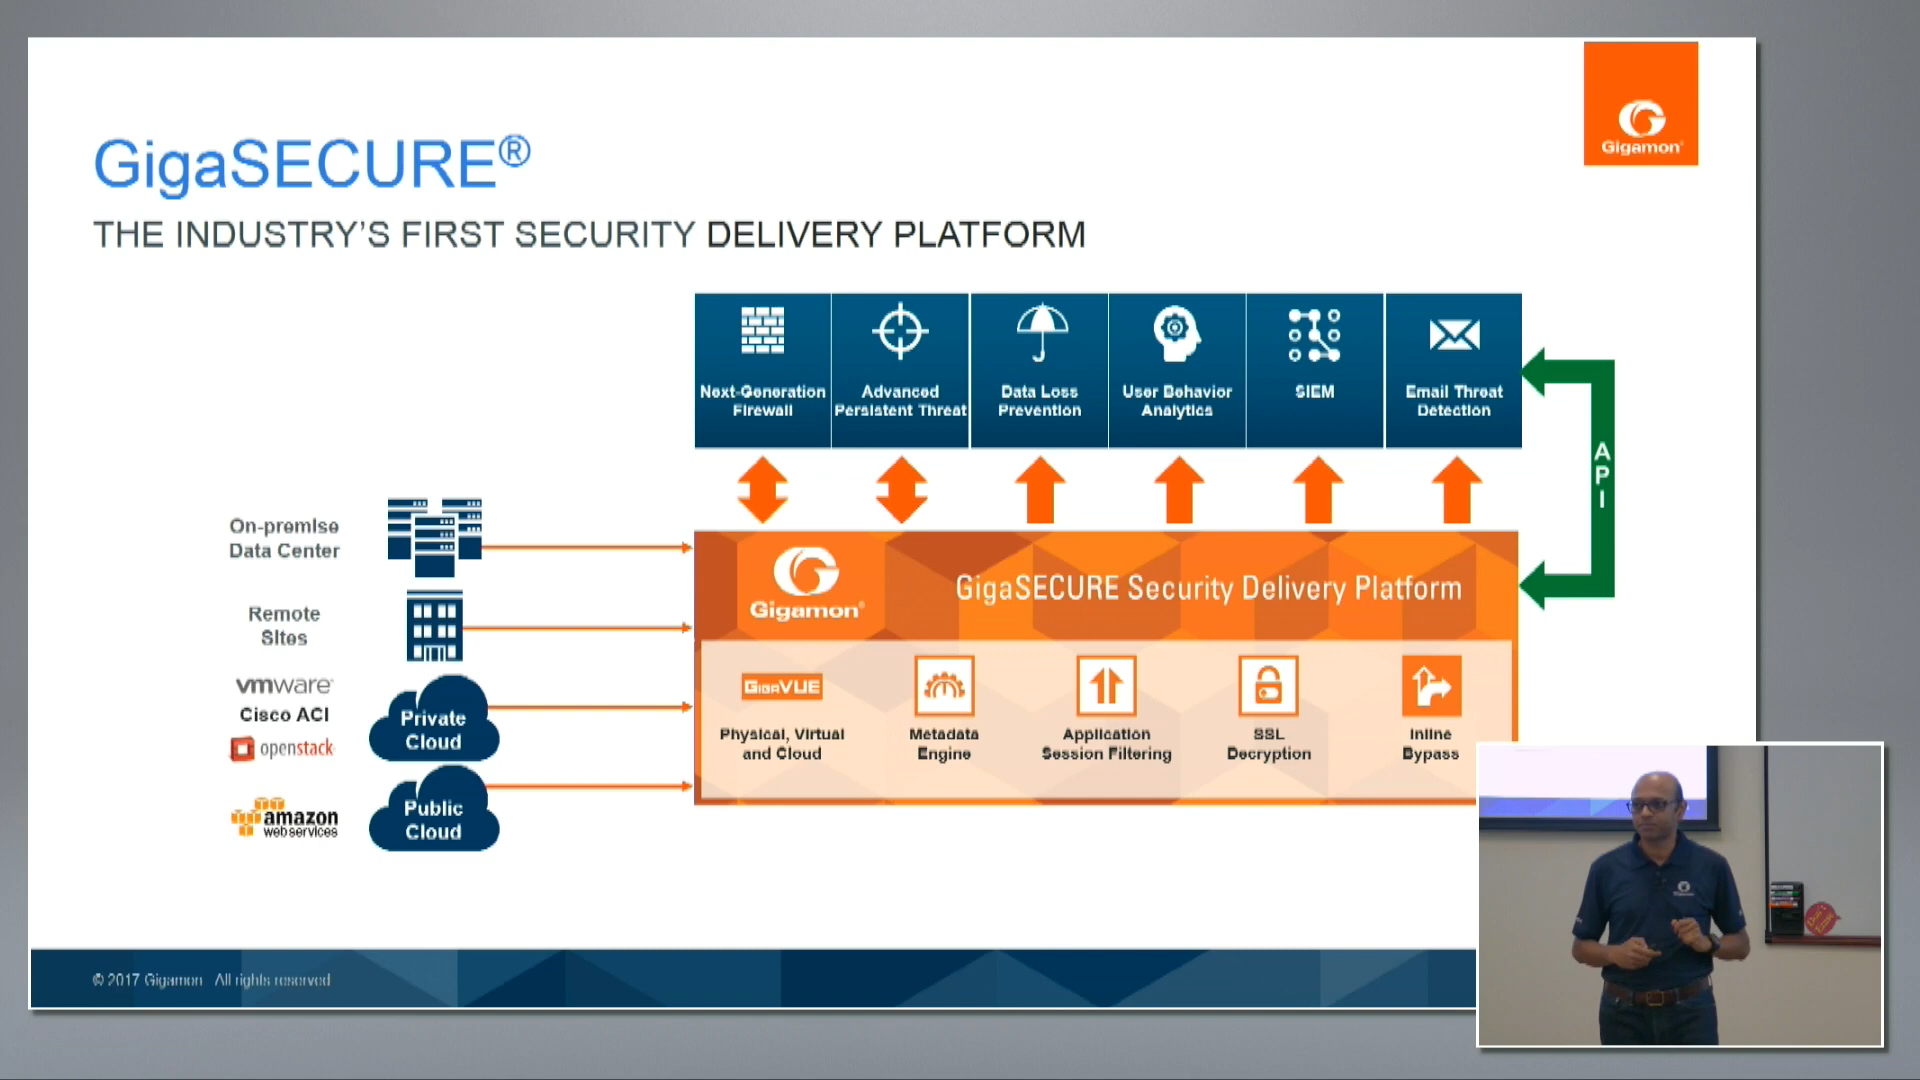 Gigamon®
GigaSECURE®
THE INDUSTRY'S FIRST SECURITY DELIVERY PLATFORM
Next-Generation
Firewall
Advanced
Persistent Threat
Data Loss
Prevention
User Behavior
Analytics
SIEM
Email Threat
Detection
API
On-premise
Data Center
Remote
Sites
vmware
Cisco ACI
openstack
Private
Cloud
amazon
webservices
Public
Cloud
Gigamon®
GigaSECURE Security Delivery Platform
GigaVUE
Physical, Virtual
and Cloud
Metadata
Engine
Application
Session Filtering
SSL
Decryption
Inline
Bypass
© 2017 Gigamon All rights reserved